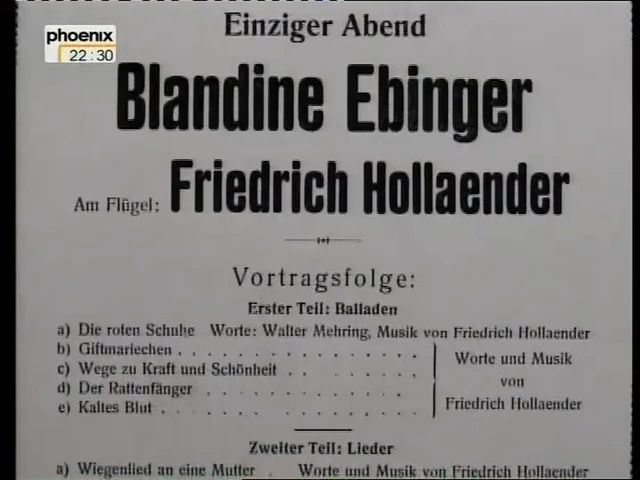 phoenix
22:30
Einziger Abend
Blandine Ebinger
Am Flügel: Friedrich Hollaender
Vortragsfolge:
Erster Teil: Balladen
a) Die roten Schuhe Worte: Walter Mehring, Musik von Friedrich Hollaender
b) Giftmariechen . . . . . . . . . . . .
c) Wege zu Kraft und Schönheit . . . . . .
d) Der Rattenfänger . . . . . . . . . .
e) Kaltes Blut . . . . . . . . . . . . .
Worte und Musik
von
Friedrich Hollaender
Zweiter Teil: Lieder
a) Wiegenlied an eine Mutter . Worte und Musik von Friedrich Hollaender